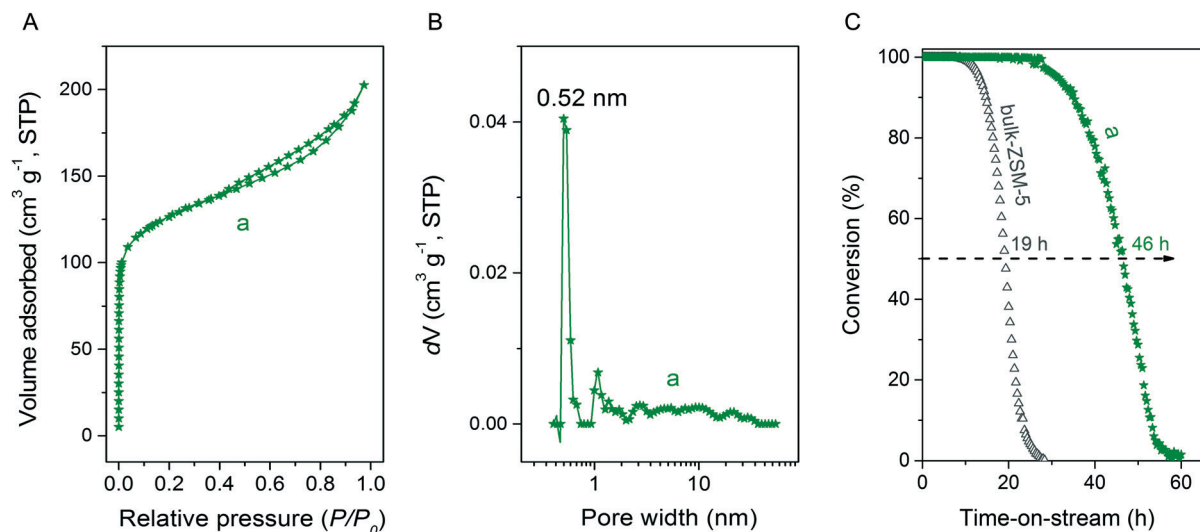 A
Volume adsorbed (cm³ g⁻¹, STP)
200
150
100
50
0
a
0.0 0.2 0.4 0.6 0.8 1.0
Relative pressure (P/P₀)
B
dV (cm³ g⁻¹, STP)
0.04
0.02
0.00
0.52 nm
a
1 10
Pore width (nm)
C
Conversion (%)
100
80
60
40
20
0
bulk-ZSM-5
a
19 h
46 h
0 20 40 60
Time-on-stream (h)